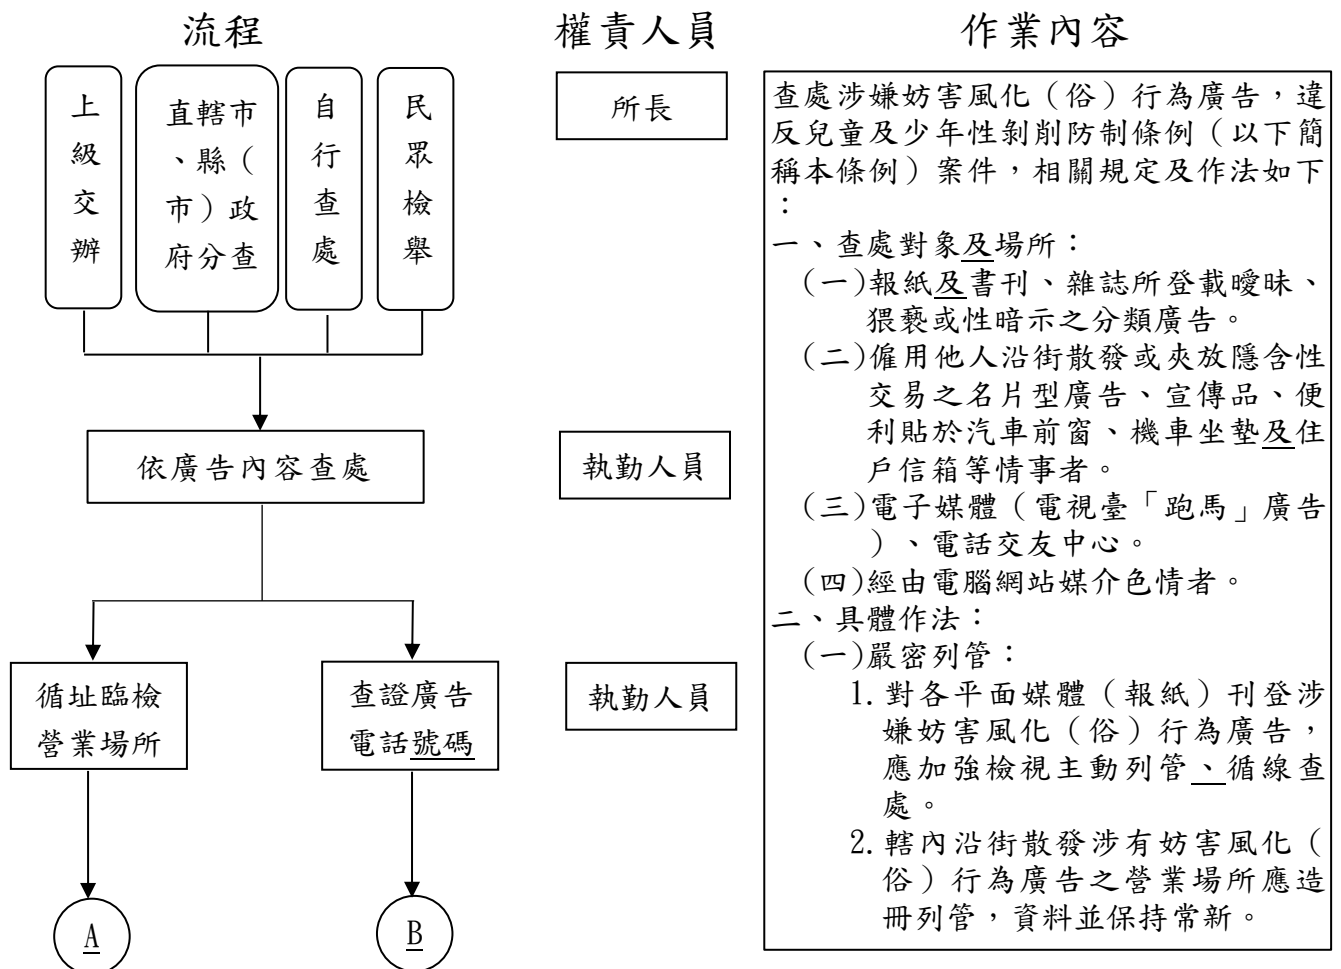 流程
權責人員
作業內容
上級交辦
直轄市
、縣（
市）政
府分查
自行查處
民眾檢舉
所長
依廣告內容查處
執勤人員
循址臨檢
營業場所
查證廣告
電話號碼
執勤人員
A
B
查處涉嫌妨害風化（俗）行為廣告，違
反兒童及少年性剝削防制條例（以下簡
稱本條例）案件，相關規定及作法如下
：
一、查處對象及場所：
(一)報紙及書刊、雜誌所登載曖昧、
猥褻或性暗示之分類廣告。
(二)僱用他人沿街散發或夾放隱含性
交易之名片型廣告、宣傳品、便
利貼於汽車前窗、機車坐墊及住
戶信箱等情事者。
(三)電子媒體（電視臺「跑馬」廣告
）、電話交友中心。
(四)經由電腦網站媒介色情者。
二、具體作法：
(一)嚴密列管：
1. 對各平面媒體（報紙）刊登涉
嫌妨害風化（俗）行為廣告，
應加強檢視主動列管、循線查
處。
2. 轄內沿街散發涉有妨害風化（
俗）行為廣告之營業場所應造
冊列管，資料並保持常新。